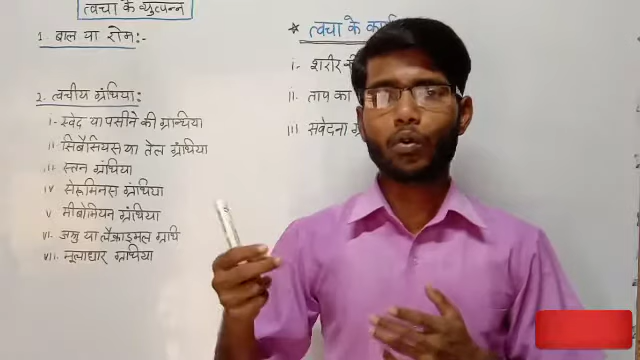 त्वचा के व्युत्पन्न
1. बाल या रोम:-
2. त्वचीय ग्रंथिया:
i- स्वेद या पसीने की ग्रन्थिया
ii- सिबैसियस या तेल ग्रंथिया
iii- स्तन ग्रंथिया
iv सेरुमिनस ग्रंथिया
v मीबोमियन ग्रंथिया
vi- जश्रु या लैक्राइमल ग्रंथि
vii- मूलाधार ग्रंथिया
* त्वचा के कार्य
i- शरीर की
ii- ताप का
iii संवेदना ग्र